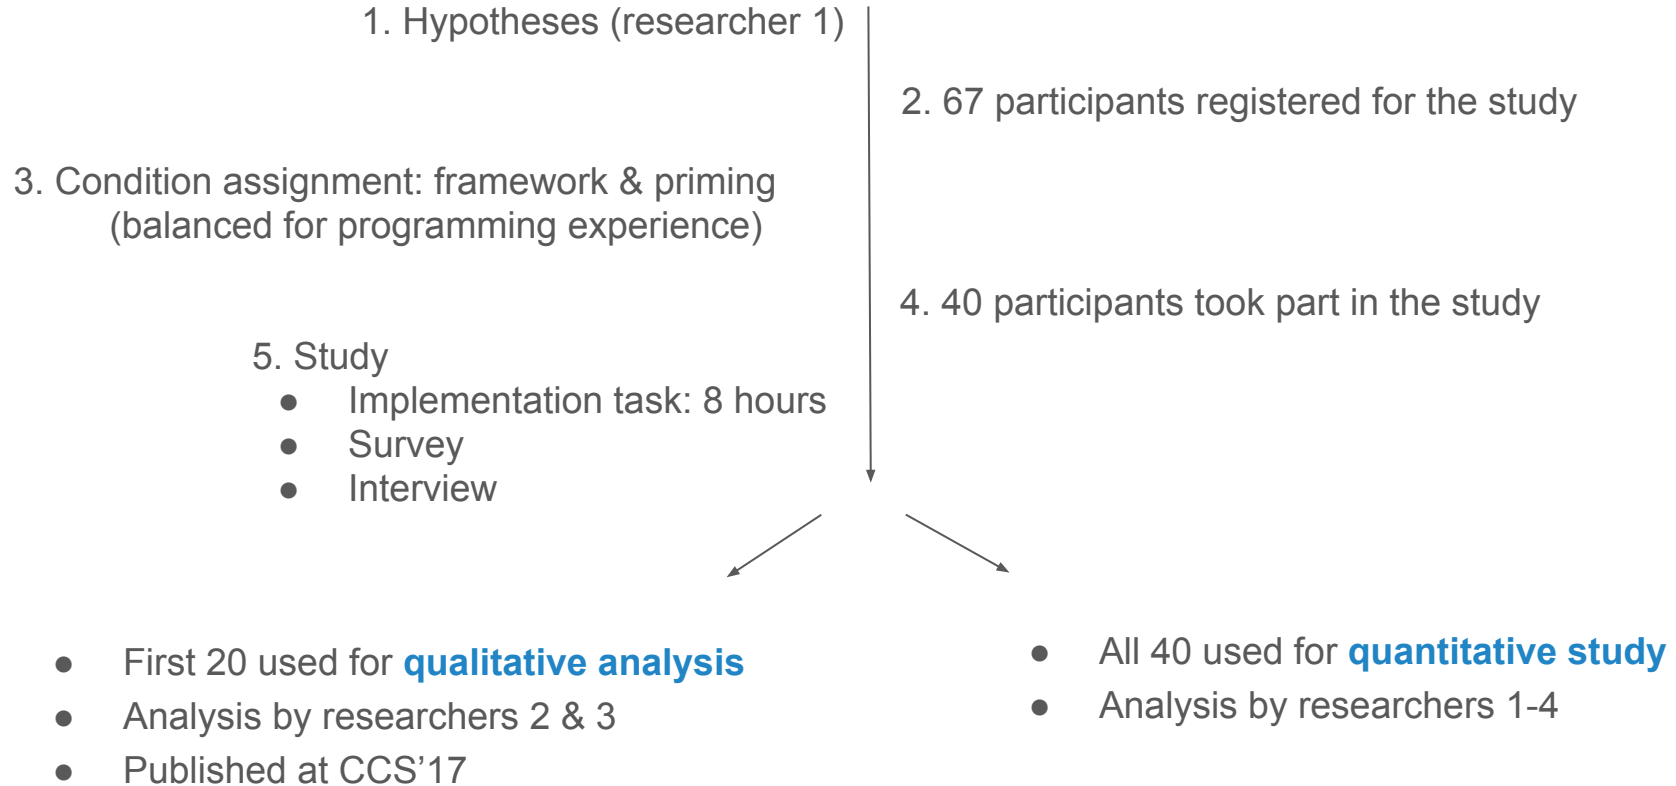 1. Hypotheses (researcher 1)
2. 67 participants registered for the study
3. Condition assignment: framework & priming
(balanced for programming experience)
4. 40 participants took part in the study
5. Study
● Implementation task: 8 hours
● Survey
● Interview
● First 20 used for qualitative analysis
● Analysis by researchers 2 & 3
● Published at CCS’17
● All 40 used for quantitative study
● Analysis by researchers 1-4